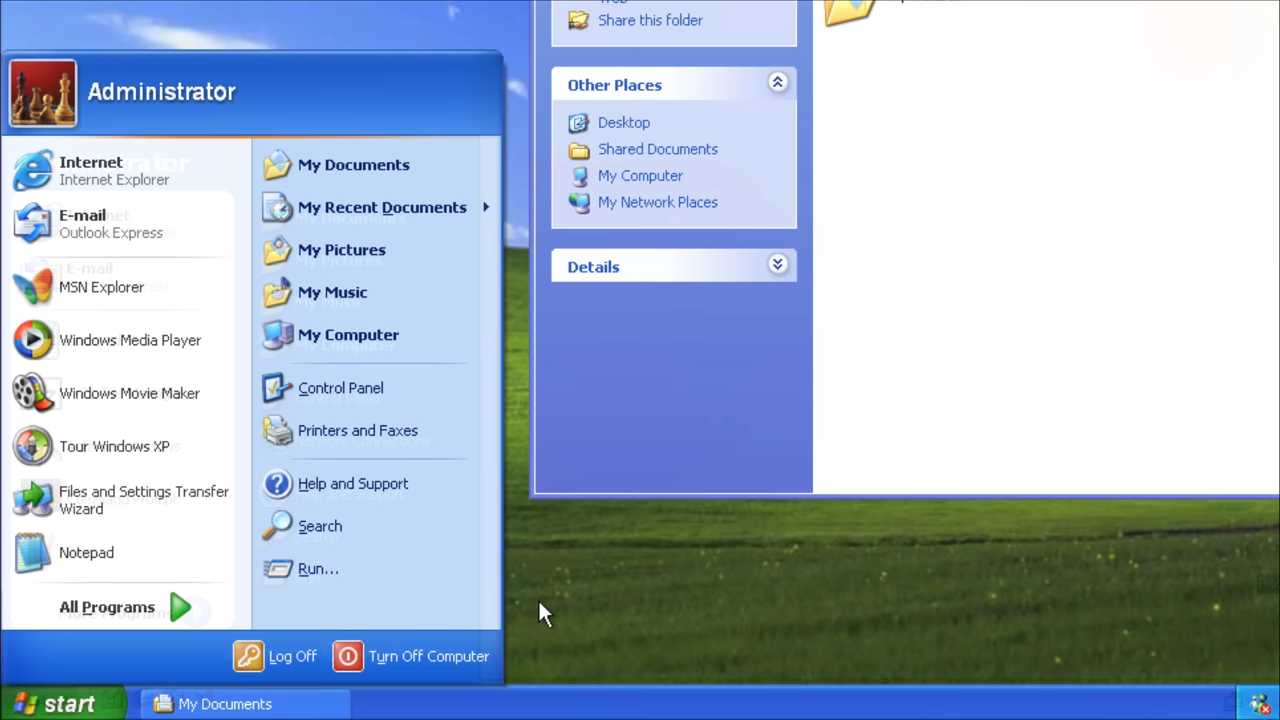 Share this folder
Administrator
Other Places
Desktop
Shared Documents
My Computer
My Network Places
Details
Internet
Internet Explorer
E-mail
Outlook Express
MSN Explorer
Windows Media Player
Windows Movie Maker
Tour Windows XP
Files and Settings Transfer
Wizard
Notepad
All Programs
My Documents
My Recent Documents
My Pictures
My Music
My Computer
Control Panel
Printers and Faxes
Help and Support
Search
Run...
Log Off
Turn Off Computer
start
My Documents